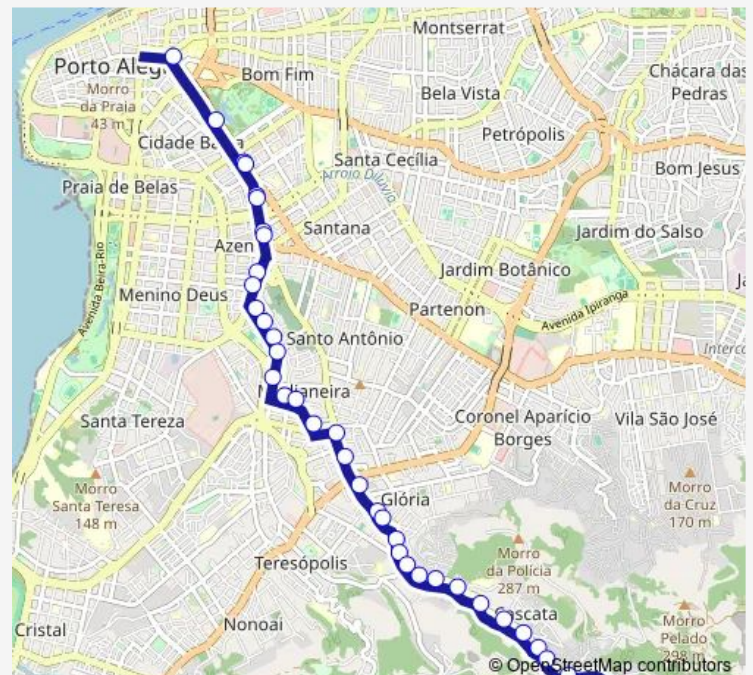 Montserrat
Porto Aleg
Bom Fim
Chácara das
Pedras
Morro
da Praia
43 m
Bela Vista
Petrópolis
Cidade Ba
Santa Cecília
Bom Jesus
Arroio Dilúvio
Praia de Belas
Santana
Jardim do Salso
Azen
Jardim Botânico
Avenida Beira-Rio
Menino Deus
Partenon
Avenida Ipiranga
Santo Antônio
Interc
M dianeira
Santa Tereza
Coronel Aparício
Borges
Vila São José
Morro
Santa Teresa
148 m
Glória
Morro
da Cruz
170 m
Teresópolis
Morro
da Polícia
287 m
Cascata
Cristal
Nonoai
Morro
Pelado
298 m
© OpenStreetMap contributors